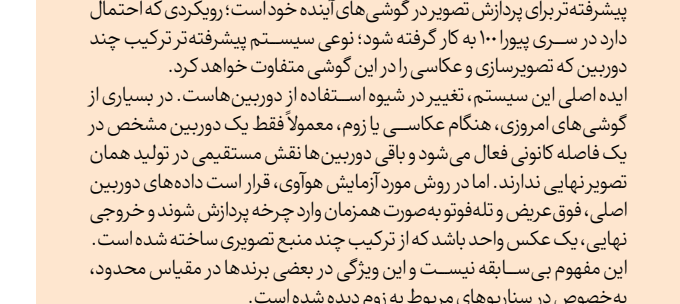 پیشرفته‌تر برای پردازش تصویر در گوشی‌های آینده خود است؛ رویکردی که احتمال
دارد در سری پیورا ۱۰۰ به کار گرفته شود؛ نوعی سیستم پیشرفته‌تر ترکیب چند
دوربین که تصویرسازی و عکاسی را در این گوشی متفاوت خواهد کرد.
ایده اصلی این سیستم، تغییر در شیوه استفاده از دوربین‌هاست. در بسیاری از
گوشی‌های امروزی، هنگام عکاسی یا زوم، معمولاً فقط یک دوربین مشخص در
یک فاصله کانونی فعال می‌شود و باقی دوربین‌ها نقش مستقیمی در تولید همان
تصویر نهایی ندارند. اما در روش مورد آزمایش هوآوی، قرار است داده‌های دوربین
اصلی، فوق‌عریض و تله‌فوتو به‌صورت همزمان وارد چرخه پردازش شوند و خروجی
نهایی، یک عکس واحد باشد که از ترکیب چند منبع تصویری ساخته شده است.
این مفهوم بی‌سابقه نیست و این ویژگی در بعضی برندها در مقیاس محدود،
به‌خصوص در سناریوهای مربوط به زوم دیده شده است.